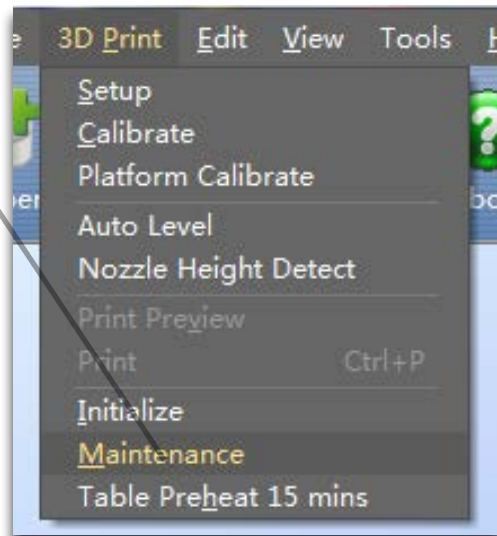 3D Print Edit View Tools
Setup
Calibrate
Platform Calibrate
Auto Level
Nozzle Height Detect
Print Preview
Print Ctrl+P
Initialize
Maintenance
Table Preheat 15 mins